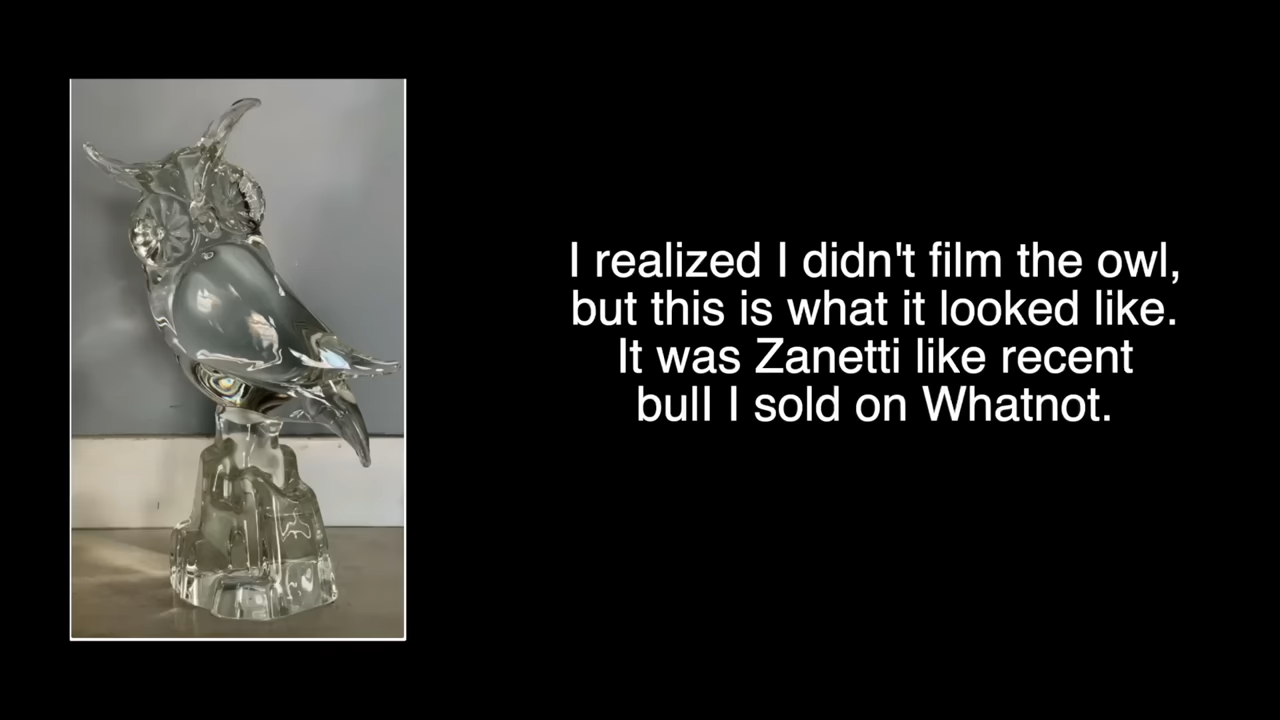 I realized I didn't film the owl,
but this is what it looked like.
It was Zanetti like recent
bull I sold on Whatnot.